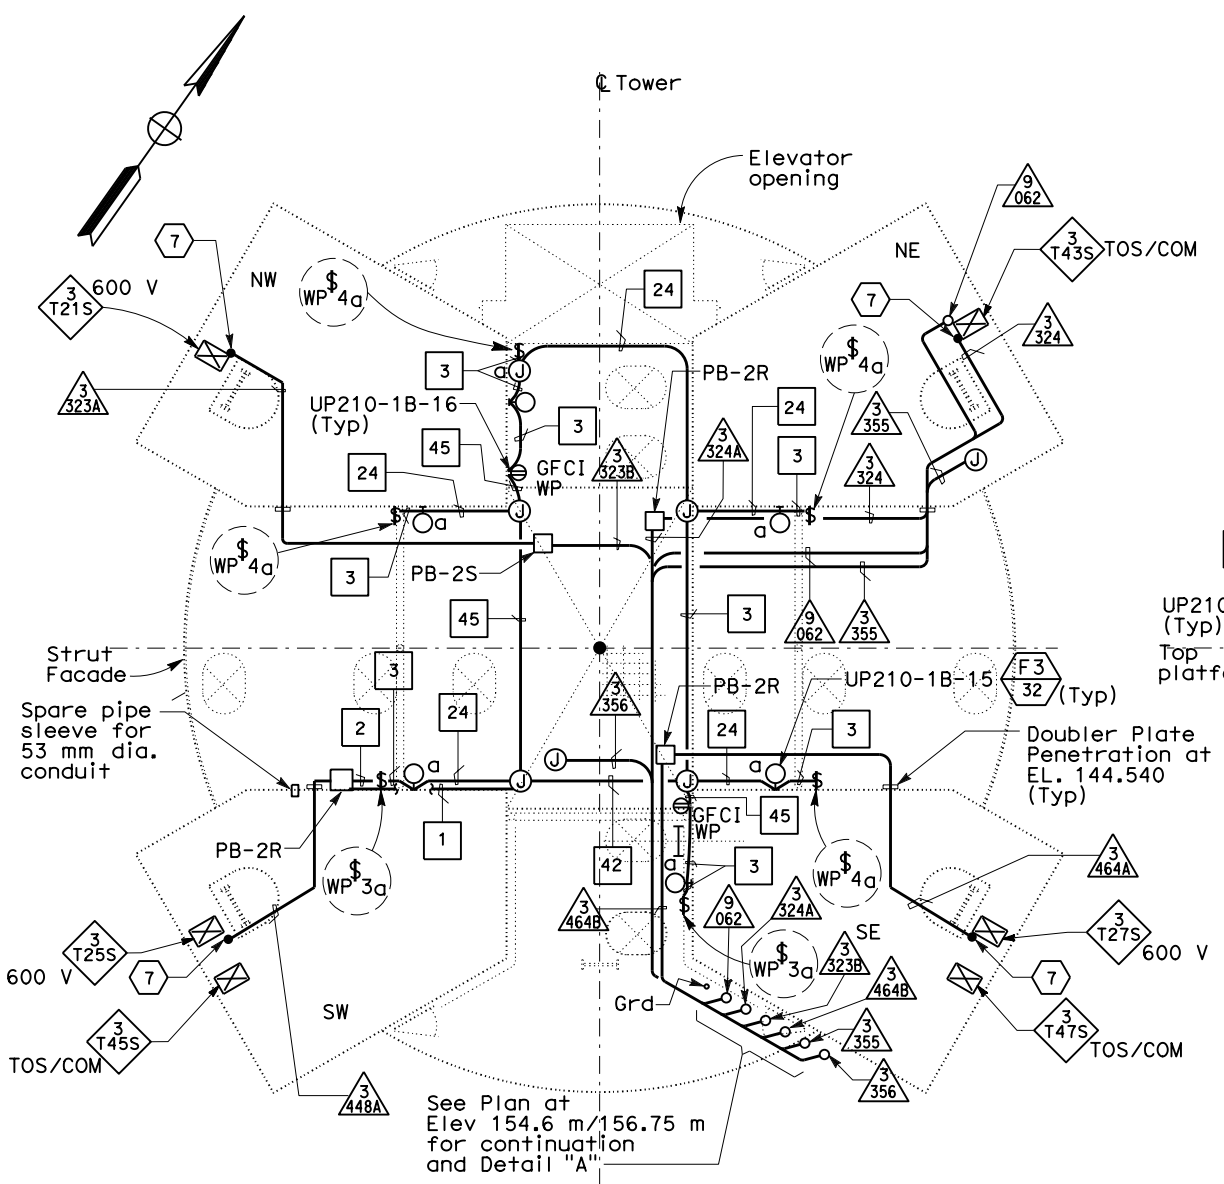 ℄ Tower
Elevator
opening
9
062
7
3
T43S
TOS/COM
NE
NW
$
WP 4a
24
600 V
3
T21S
7
3
324
$
WP 4a
3
a
$
PB-2R
3
323A
UP210-1B-16
(Typ)
24
3
355
3
3
324A
3
45
GFCI
WP
3
323B
24
3
324
J
J
J
J
$
a
a
$
$
WP 4a
3
PB-2S
UP210
(Typ)
Top
platfo
45
3
9
062
3
355
Strut
Facade
3
3
356
PB-2R
UP210-1B-15
F3
32
(Typ)
Spare pipe
sleeve for
53 mm dia.
conduit
2
24
24
3
Doubler Plate
Penetration at
EL. 144.540
(Typ)
J
a
a
$
J
J
$
GFCI
WP
45
PB-2R
1
42
$
WP 3a
a
3
$
WP 4a
3
464A
3
464B
$
9
062
3
324A
SE
3
323B
$
WP 3a
3
T27S
600 V
3
T25S
600 V
7
7
3
464B
Grd
SW
3
T45S
TOS/COM
3
355
3
T47S
TOS/COM
3
356
3
448A
See Plan at
Elev 154.6 m/156.75 m
for continuation
and Detail "A"